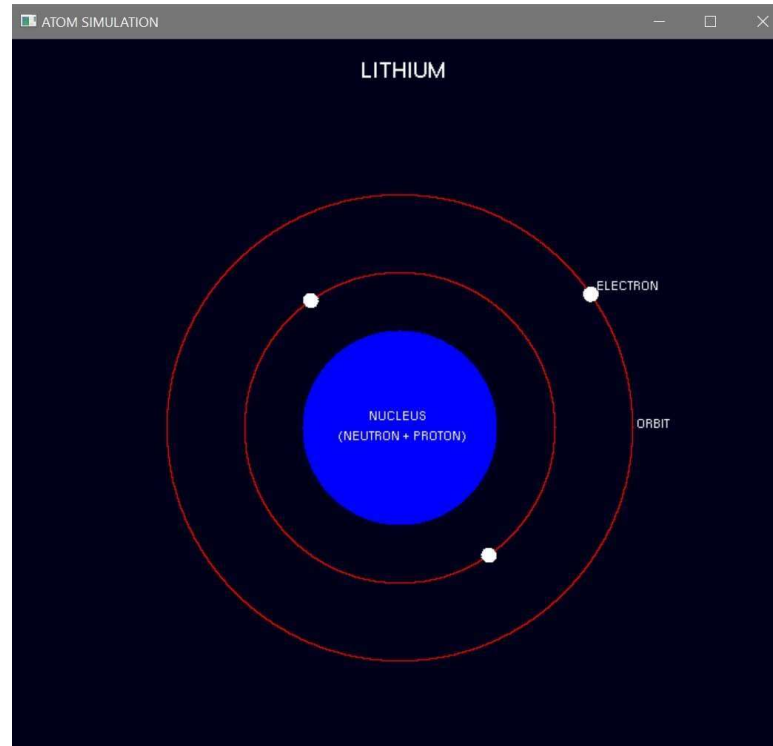 ATOM SIMULATION
LITHIUM
ELECTRON
NUCLEUS
(NEUTRON + PROTON)
ORBIT